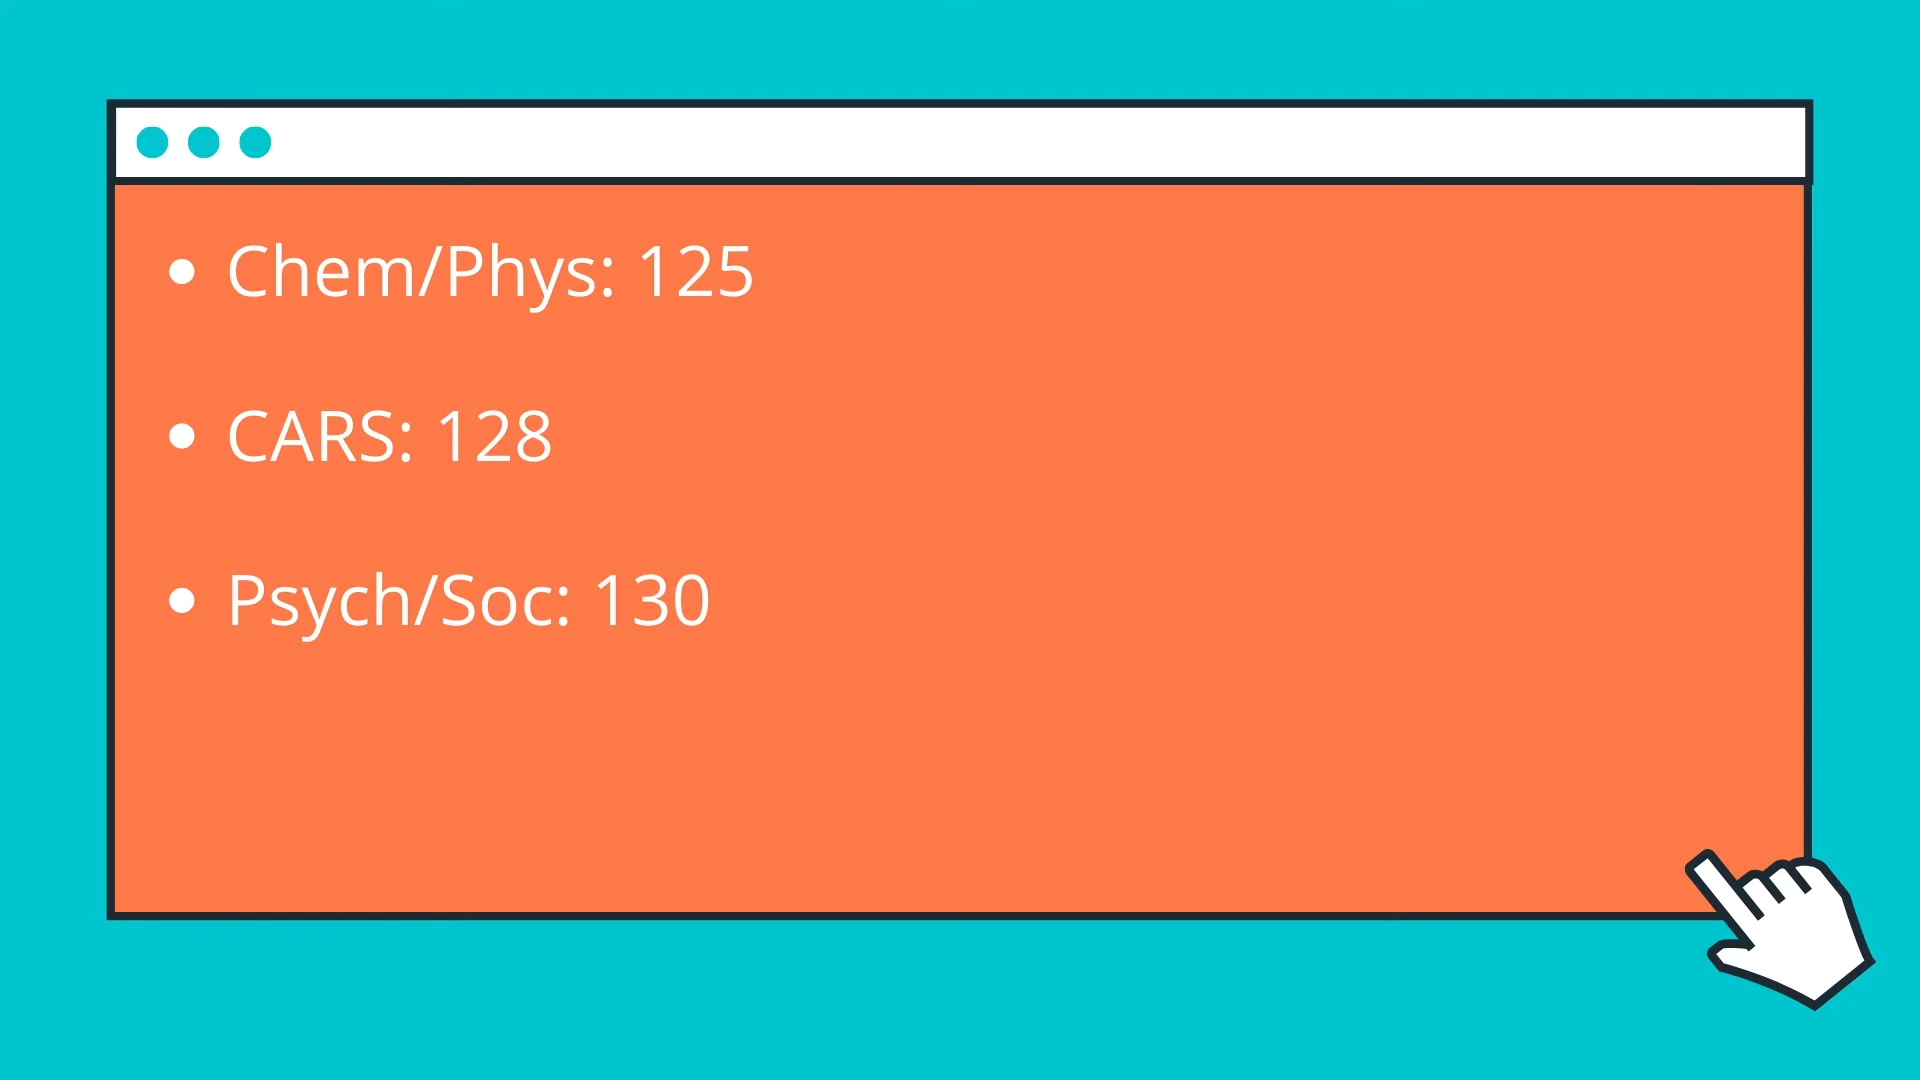 • Chem/Phys: 125
• CARS: 128
• Psych/Soc: 130